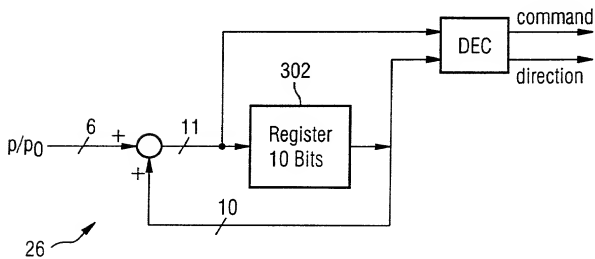 command
DEC
direction
302
Register
10 Bits
p/p0
6
+
11
+
10
26